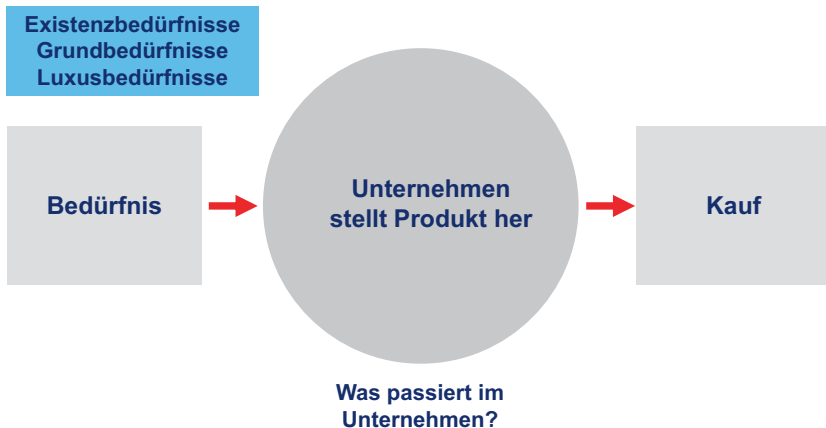 Existenzbedürfnisse
Grundbedürfnisse
Luxusbedürfnisse
Bedürfnis
Unternehmen
stellt Produkt her
Kauf
Was passiert im
Unternehmen?